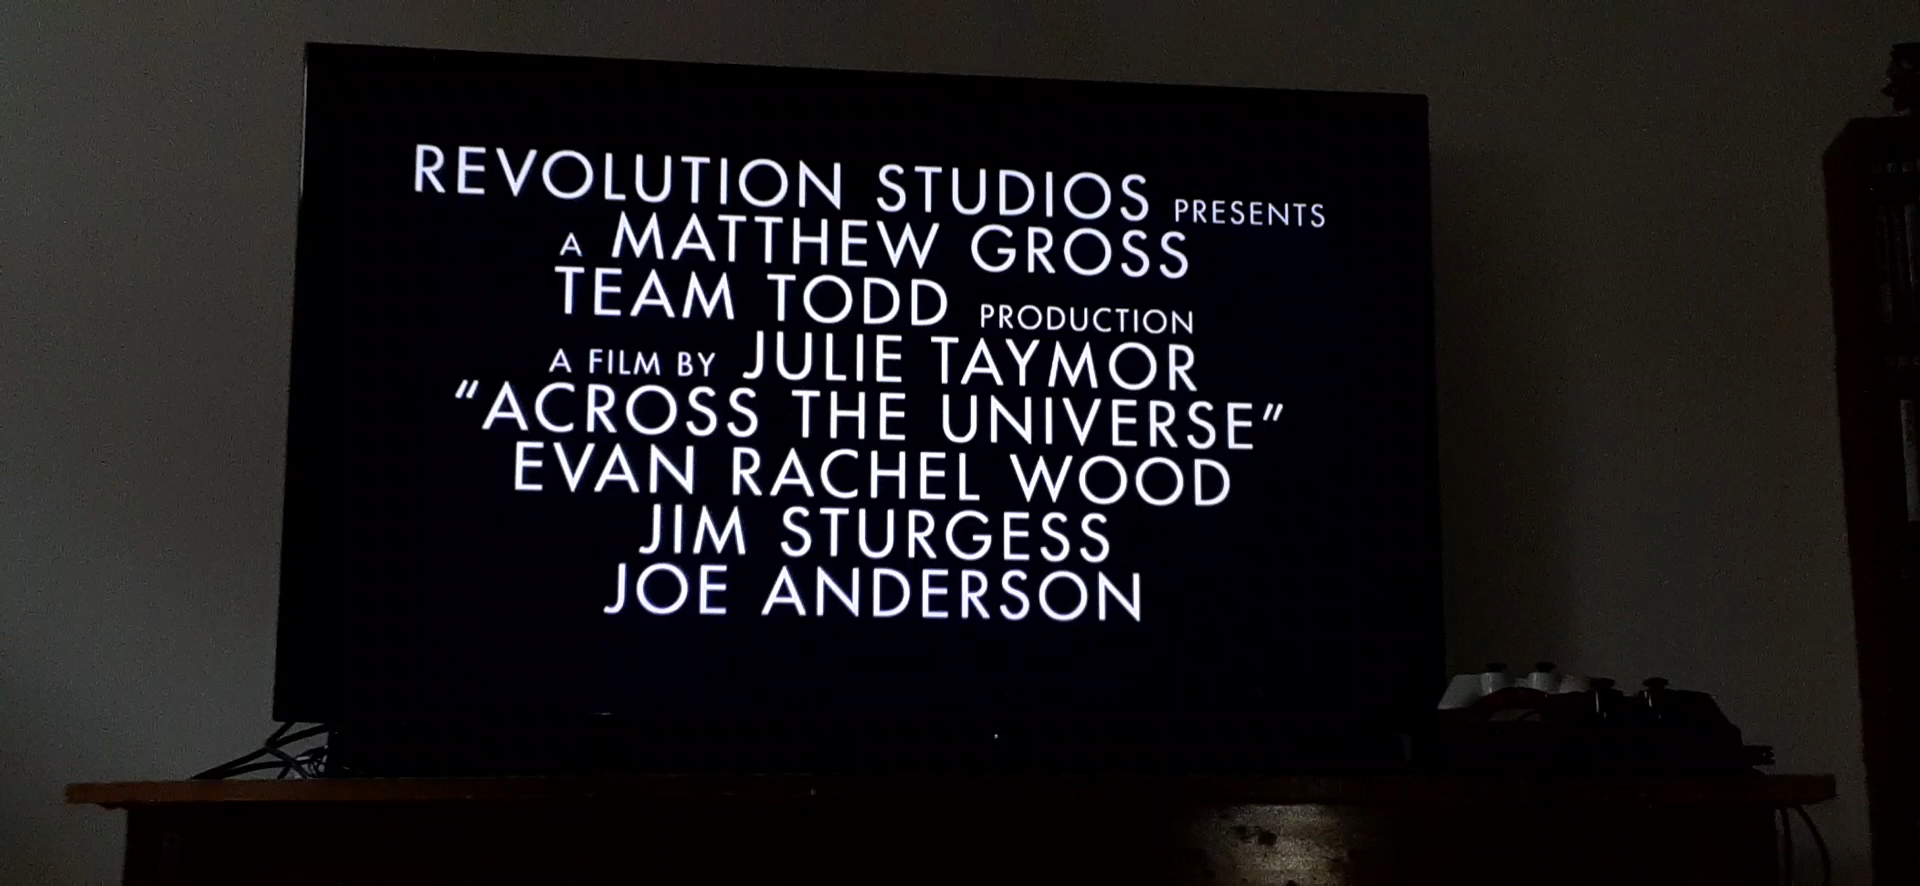 REVOLUTION STUDIOS PRESENTS
A MATTHEW GROSS
TEAM TODD PRODUCTION
A FILM BY JULIE TAYMOR
“ACROSS THE UNIVERSE”
EVAN RACHEL WOOD
JIM STURGESS
JOE ANDERSON